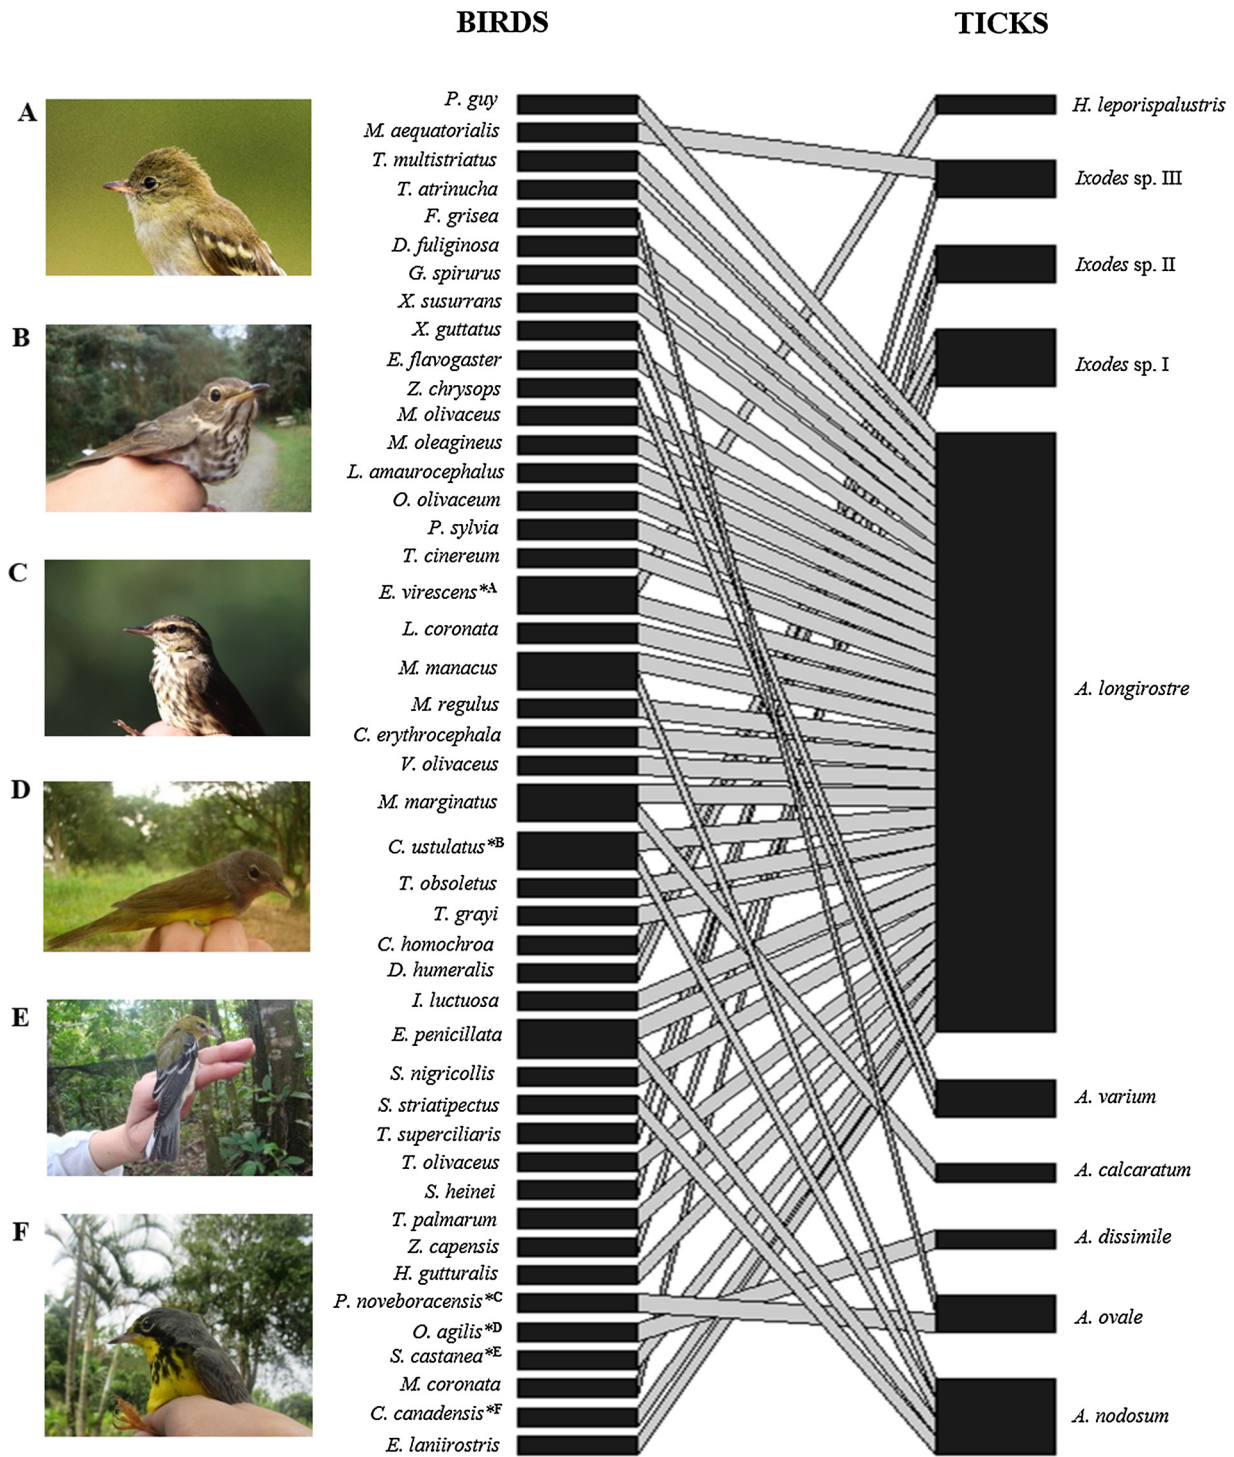 BIRDS
TICKS
A
B
C
D
E
F
P. guy
M. aequatorialis
T. multistriatus
T. atrinucha
F. grisea
D. fuliginosa
G. spirurus
X. susurrans
X. guttatus
E. flavogaster
Z. chrysops
M. olivaceus
M. oleagineus
L. amaurocephalus
O. olivaceum
P. sylvia
T. cinereum
E. virescens*A
L. coronata
M. manacus
M. regulus
C. erythrocephala
V. olivaceus
M. marginatus
C. ustulatus*B
T. obsoletus
T. grayi
C. homochroa
D. humeralis
I. luctuosa
E. penicillata
S. nigricollis
S. striatipectus
T. superciliaris
T. olivaceus
S. heinei
T. palmarum
Z. capensis
H. gutturalis
P. noveboracensis*C
O. agilis*D
S. castanea*E
M. coronata
C. canadensis*F
E. laniirostris
H. leporispalustris
Ixodes sp. III
Ixodes sp. II
Ixodes sp. I
A. longirostre
A. varium
A. calcaratum
A. dissimile
A. ovale
A. nodosum